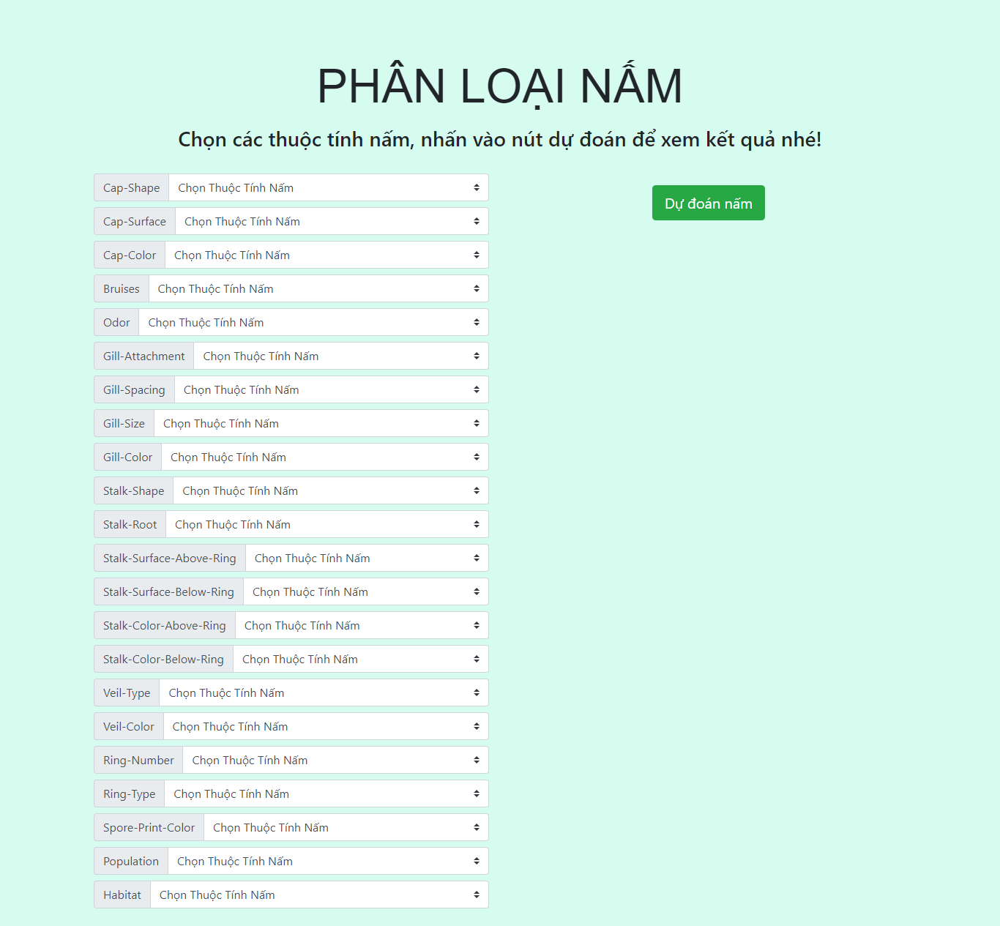 PHÂN LOẠI NẤM
Chọn các thuộc tính nấm, nhấn vào nút dự đoán để xem kết quả nhé!
Cap-Shape Chọn Thuộc Tính Nấm
Dự đoán nấm
Cap-Surface Chọn Thuộc Tính Nấm
Cap-Color Chọn Thuộc Tính Nấm
Bruises Chọn Thuộc Tính Nấm
Odor Chọn Thuộc Tính Nấm
Gill-Attachment Chọn Thuộc Tính Nấm
Gill-Spacing Chọn Thuộc Tính Nấm
Gill-Size Chọn Thuộc Tính Nấm
Gill-Color Chọn Thuộc Tính Nấm
Stalk-Shape Chọn Thuộc Tính Nấm
Stalk-Root Chọn Thuộc Tính Nấm
Stalk-Surface-Above-Ring Chọn Thuộc Tính Nấm
Stalk-Surface-Below-Ring Chọn Thuộc Tính Nấm
Stalk-Color-Above-Ring Chọn Thuộc Tính Nấm
Stalk-Color-Below-Ring Chọn Thuộc Tính Nấm
Veil-Type Chọn Thuộc Tính Nấm
Veil-Color Chọn Thuộc Tính Nấm
Ring-Number Chọn Thuộc Tính Nấm
Ring-Type Chọn Thuộc Tính Nấm
Spore-Print-Color Chọn Thuộc Tính Nấm
Population Chọn Thuộc Tính Nấm
Habitat Chọn Thuộc Tính Nấm